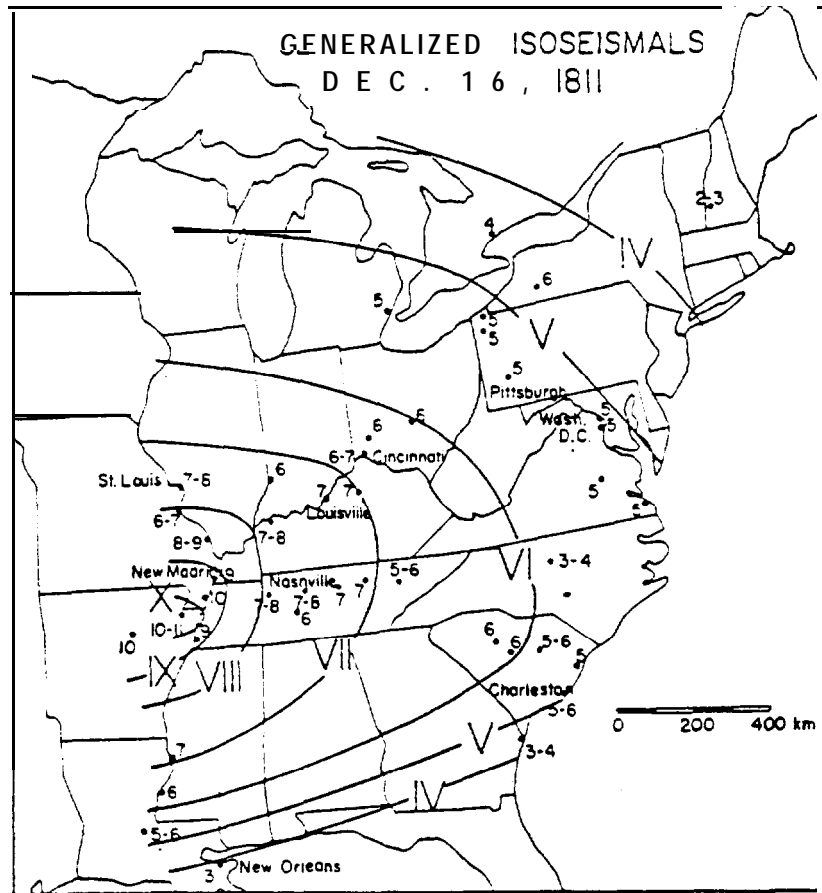 GENERALIZED ISOSEISMALS
DEC. 16, 1811
2-3
4
IV
6
5
5
5
V
5
Pittsburgh
6
6
5
Wash.
5
D.C.
6-7
Cincinnati
St. Louis
7-8
6
7
7
5
Louisville
6-7
7-8
5
8-9
VI
3-4
New Madrid
Nashville
5-6
X
10
7-8
7-8
7
7
6
10-11
9
10
6
6
5-6
IX
VIII
VII
5
Charleston
5-6
0 200 400 km
V
7
3-4
6
IV
5-6
3
New Orleans